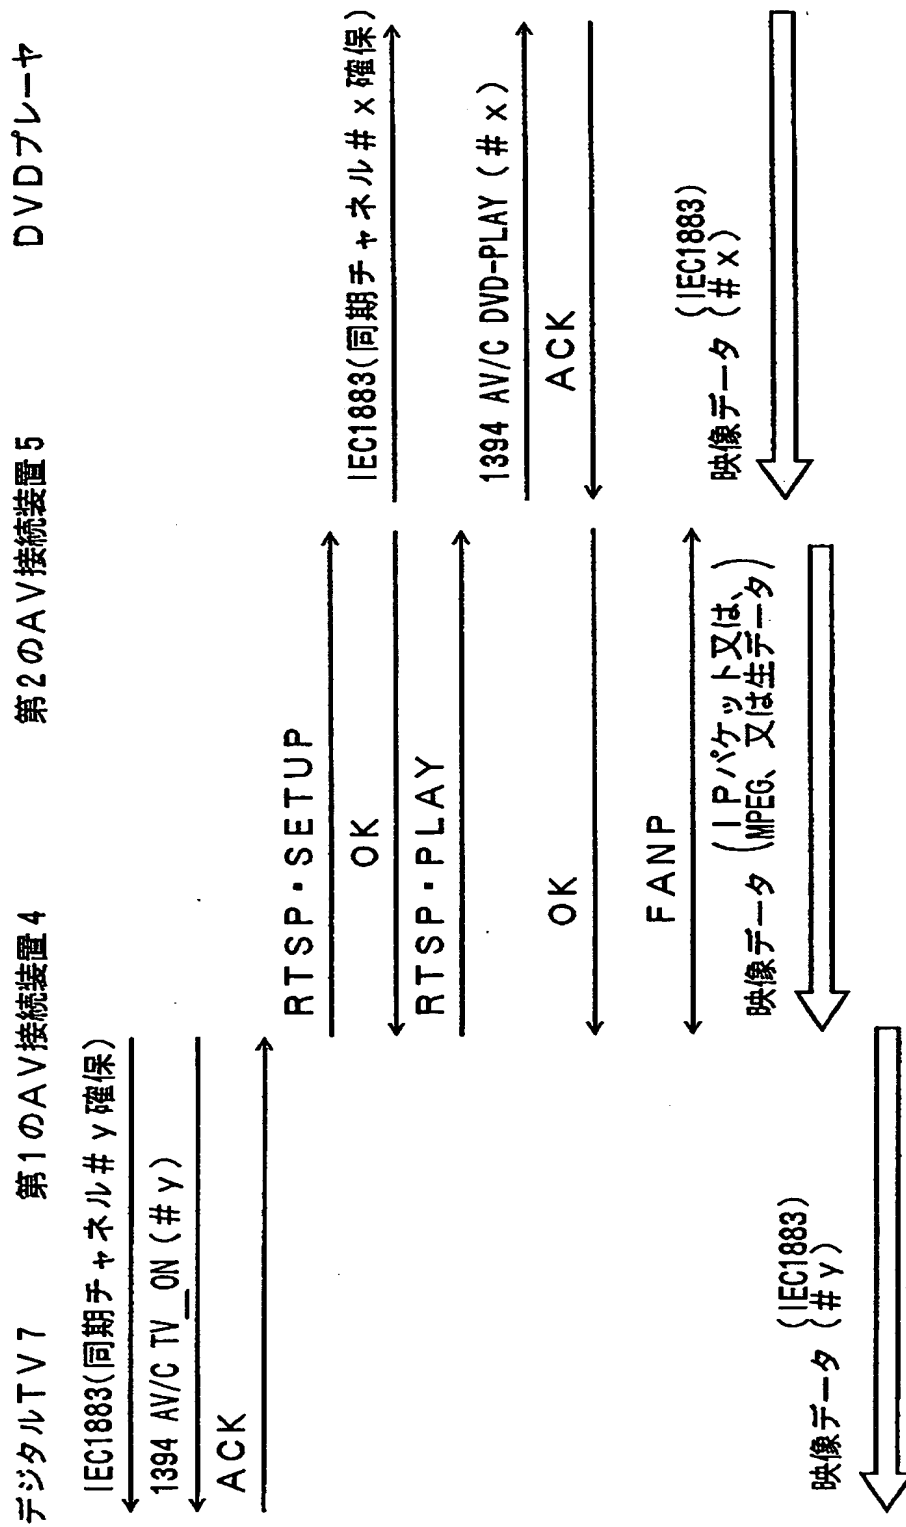 デジタルTV7
第1のAV接続装置4
第2のAV接続装置5
DVDプレーヤ
IEC1883(同期チャネル#y確保)
1394 AV/C TV_ON (#y)
ACK
RTSP・SETUP
IEC1883(同期チャネル#x確保)
OK
RTSP・PLAY
1394 AV/C DVD-PLAY (#x)
ACK
OK
FANP
映像データ (IEC1883)
(#x)
映像データ (IPパケット又は、
MPEG、又は生データ)
映像データ (IEC1883)
(#y)